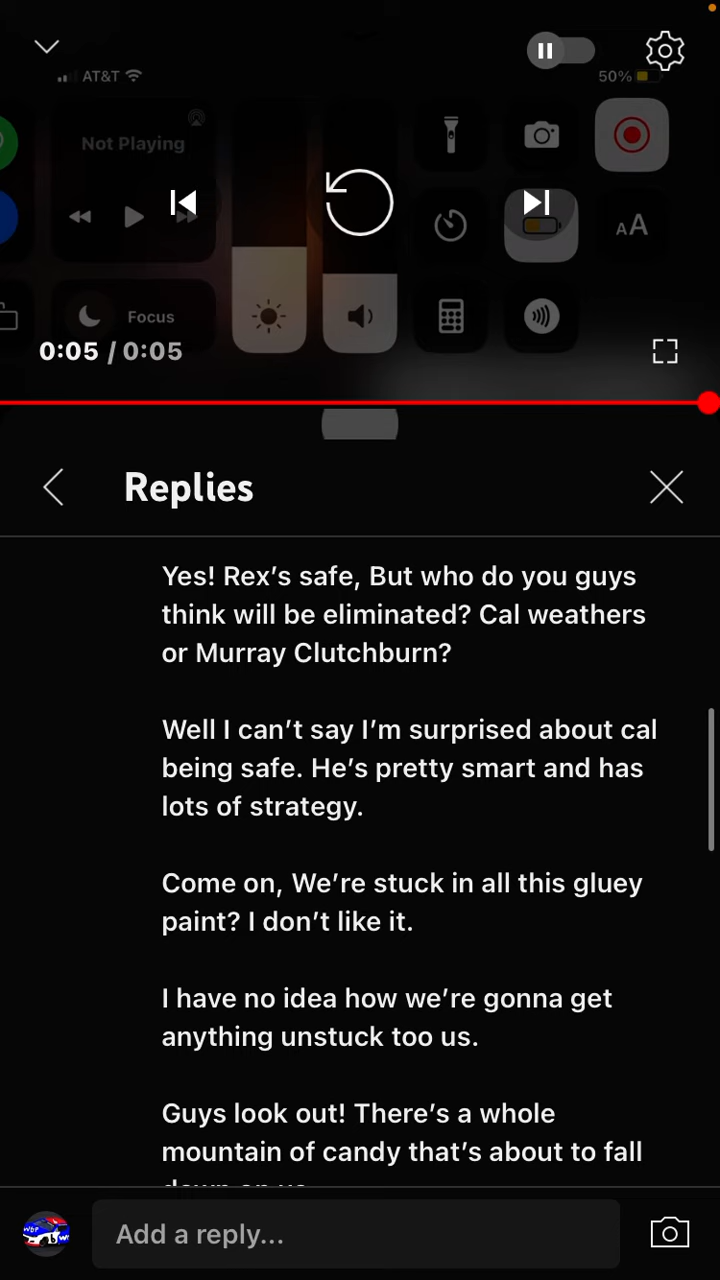 AT&T
50%
Not Playing
AA
Focus
0:05 / 0:05
Replies
Yes! Rex’s safe, But who do you guys
think will be eliminated? Cal weathers
or Murray Clutchburn?
Well I can’t say I’m surprised about cal
being safe. He’s pretty smart and has
lots of strategy.
Come on, We’re stuck in all this gluey
paint? I don’t like it.
I have no idea how we’re gonna get
anything unstuck too us.
Guys look out! There’s a whole
mountain of candy that’s about to fall
down on us
Add a reply...